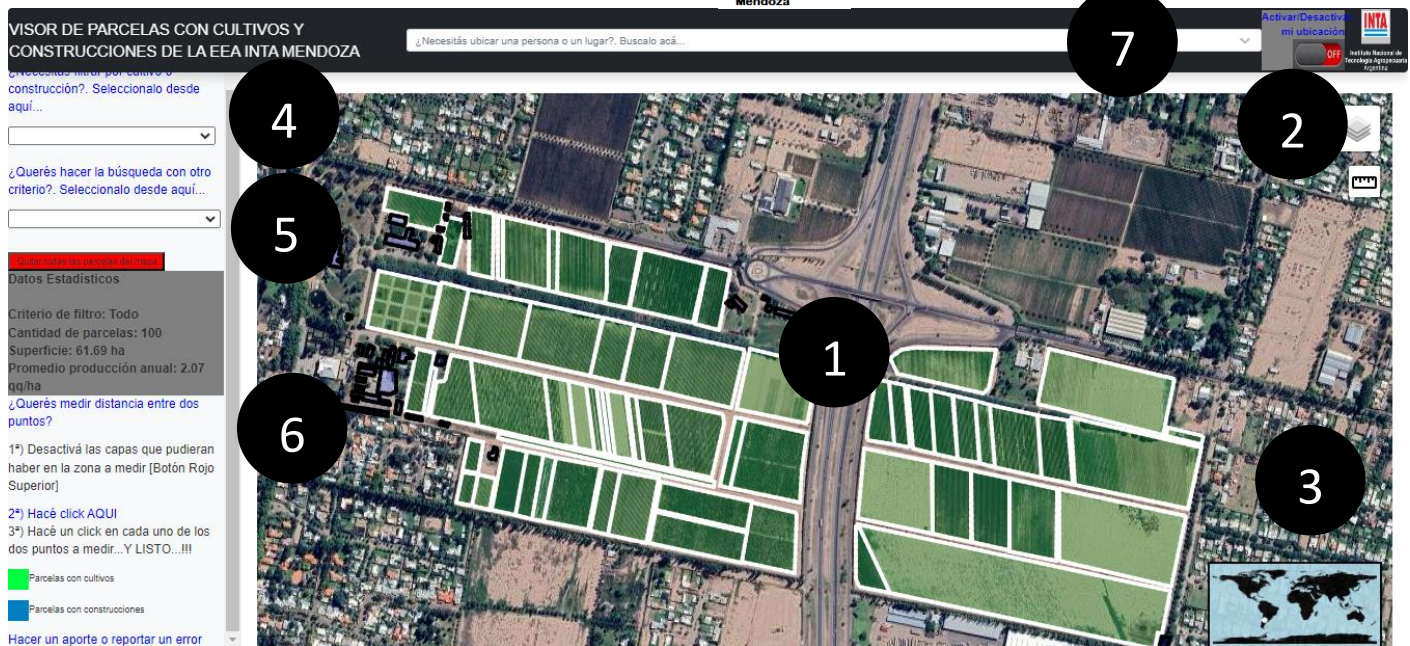 Mendoza
VISOR DE PARCELAS CON CULTIVOS Y
CONSTRUCCIONES DE LA EEA INTA MENDOZA
¿Necesitás ubicar una persona o un lugar?. Buscalo acá...
7
Activar/Desactivar
mi ubicación
OFF
INTA
Instituto Nacional de
Tecnología Agropecuaria
Argentina
¿Necesitás filtrar por cultivo o
construcción?. Seleccionalo desde
aquí...
4
2
¿Querés hacer la búsqueda con otro
criterio?. Seleccionalo desde aquí...
5
Quitar todas las parcelas del mapa
Datos Estadísticos
Criterio de filtro: Todo
Cantidad de parcelas: 100
Superficie: 61.69 ha
Promedio producción anual: 2.07
qq/ha
1
¿Querés medir distancia entre dos
puntos?
6
1ª) Desactivá las capas que pudieran
haber en la zona a medir [Botón Rojo
Superior]
3
2ª) Hacé click AQUI
3ª) Hacé un click en cada uno de los
dos puntos a medir...Y LISTO...!!!
Parcelas con cultivos
Parcelas con construcciones
Hacer un aporte o reportar un error